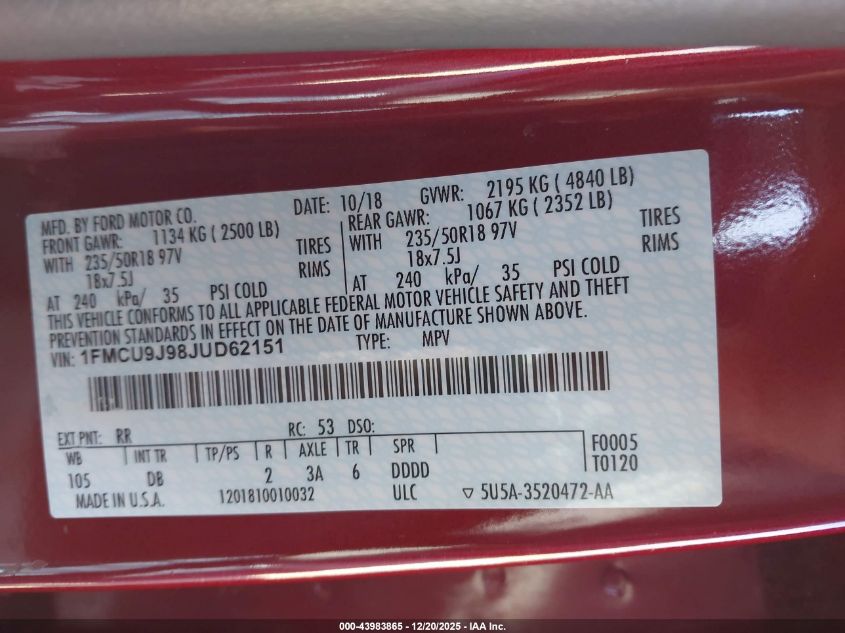 MFD. BY FORD MOTOR CO. DATE: 10/18 GVWR: 2195 KG ( 4840 LB)
FRONT GAWR: 1134 KG ( 2500 LB) REAR GAWR: 1067 KG ( 2352 LB)
WITH 235/50R18 97V TIRES WITH 235/50R18 97V TIRES
18x7.5J RIMS 18x7.5J RIMS
AT 240 kPa/ 35 PSI COLD AT 240 kPa/ 35 PSI COLD
THIS VEHICLE CONFORMS TO ALL APPLICABLE FEDERAL MOTOR VEHICLE SAFETY AND THEFT
PREVENTION STANDARDS IN EFFECT ON THE DATE OF MANUFACTURE SHOWN ABOVE.
VIN: 1FMCU9J98JUD62151 TYPE: MPV
EXT PNT: RR RC: 53 DSO:
WB INT TR TP/PS R AXLE TR SPR F0005
105 DB 2 3A 6 DDDD T0120
MADE IN U.S.A. 1201810010032 ULC ▽ 5U5A-3520472-AA
000-43983865 • 12/20/2025 • IAA Inc.